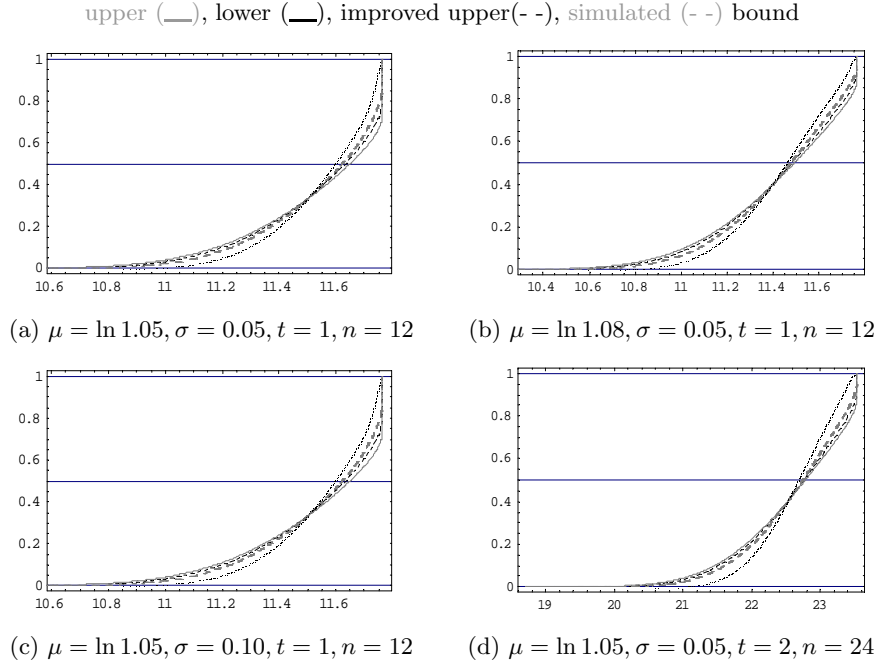 upper (__), lower (__), improved upper(- -), simulated (- -) bound
1
0.8
0.6
0.4
0.2
0
10.6 10.8 11 11.2 11.4 11.6
(a) μ = ln 1.05, σ = 0.05, t = 1, n = 12
1
0.8
0.6
0.4
0.2
0
10.4 10.6 10.8 11 11.2 11.4 11.6
(b) μ = ln 1.08, σ = 0.05, t = 1, n = 12
1
0.8
0.6
0.4
0.2
0
10.6 10.8 11 11.2 11.4 11.6
(c) μ = ln 1.05, σ = 0.10, t = 1, n = 12
1
0.8
0.6
0.4
0.2
0
19 20 21 22 23
(d) μ = ln 1.05, σ = 0.05, t = 2, n = 24